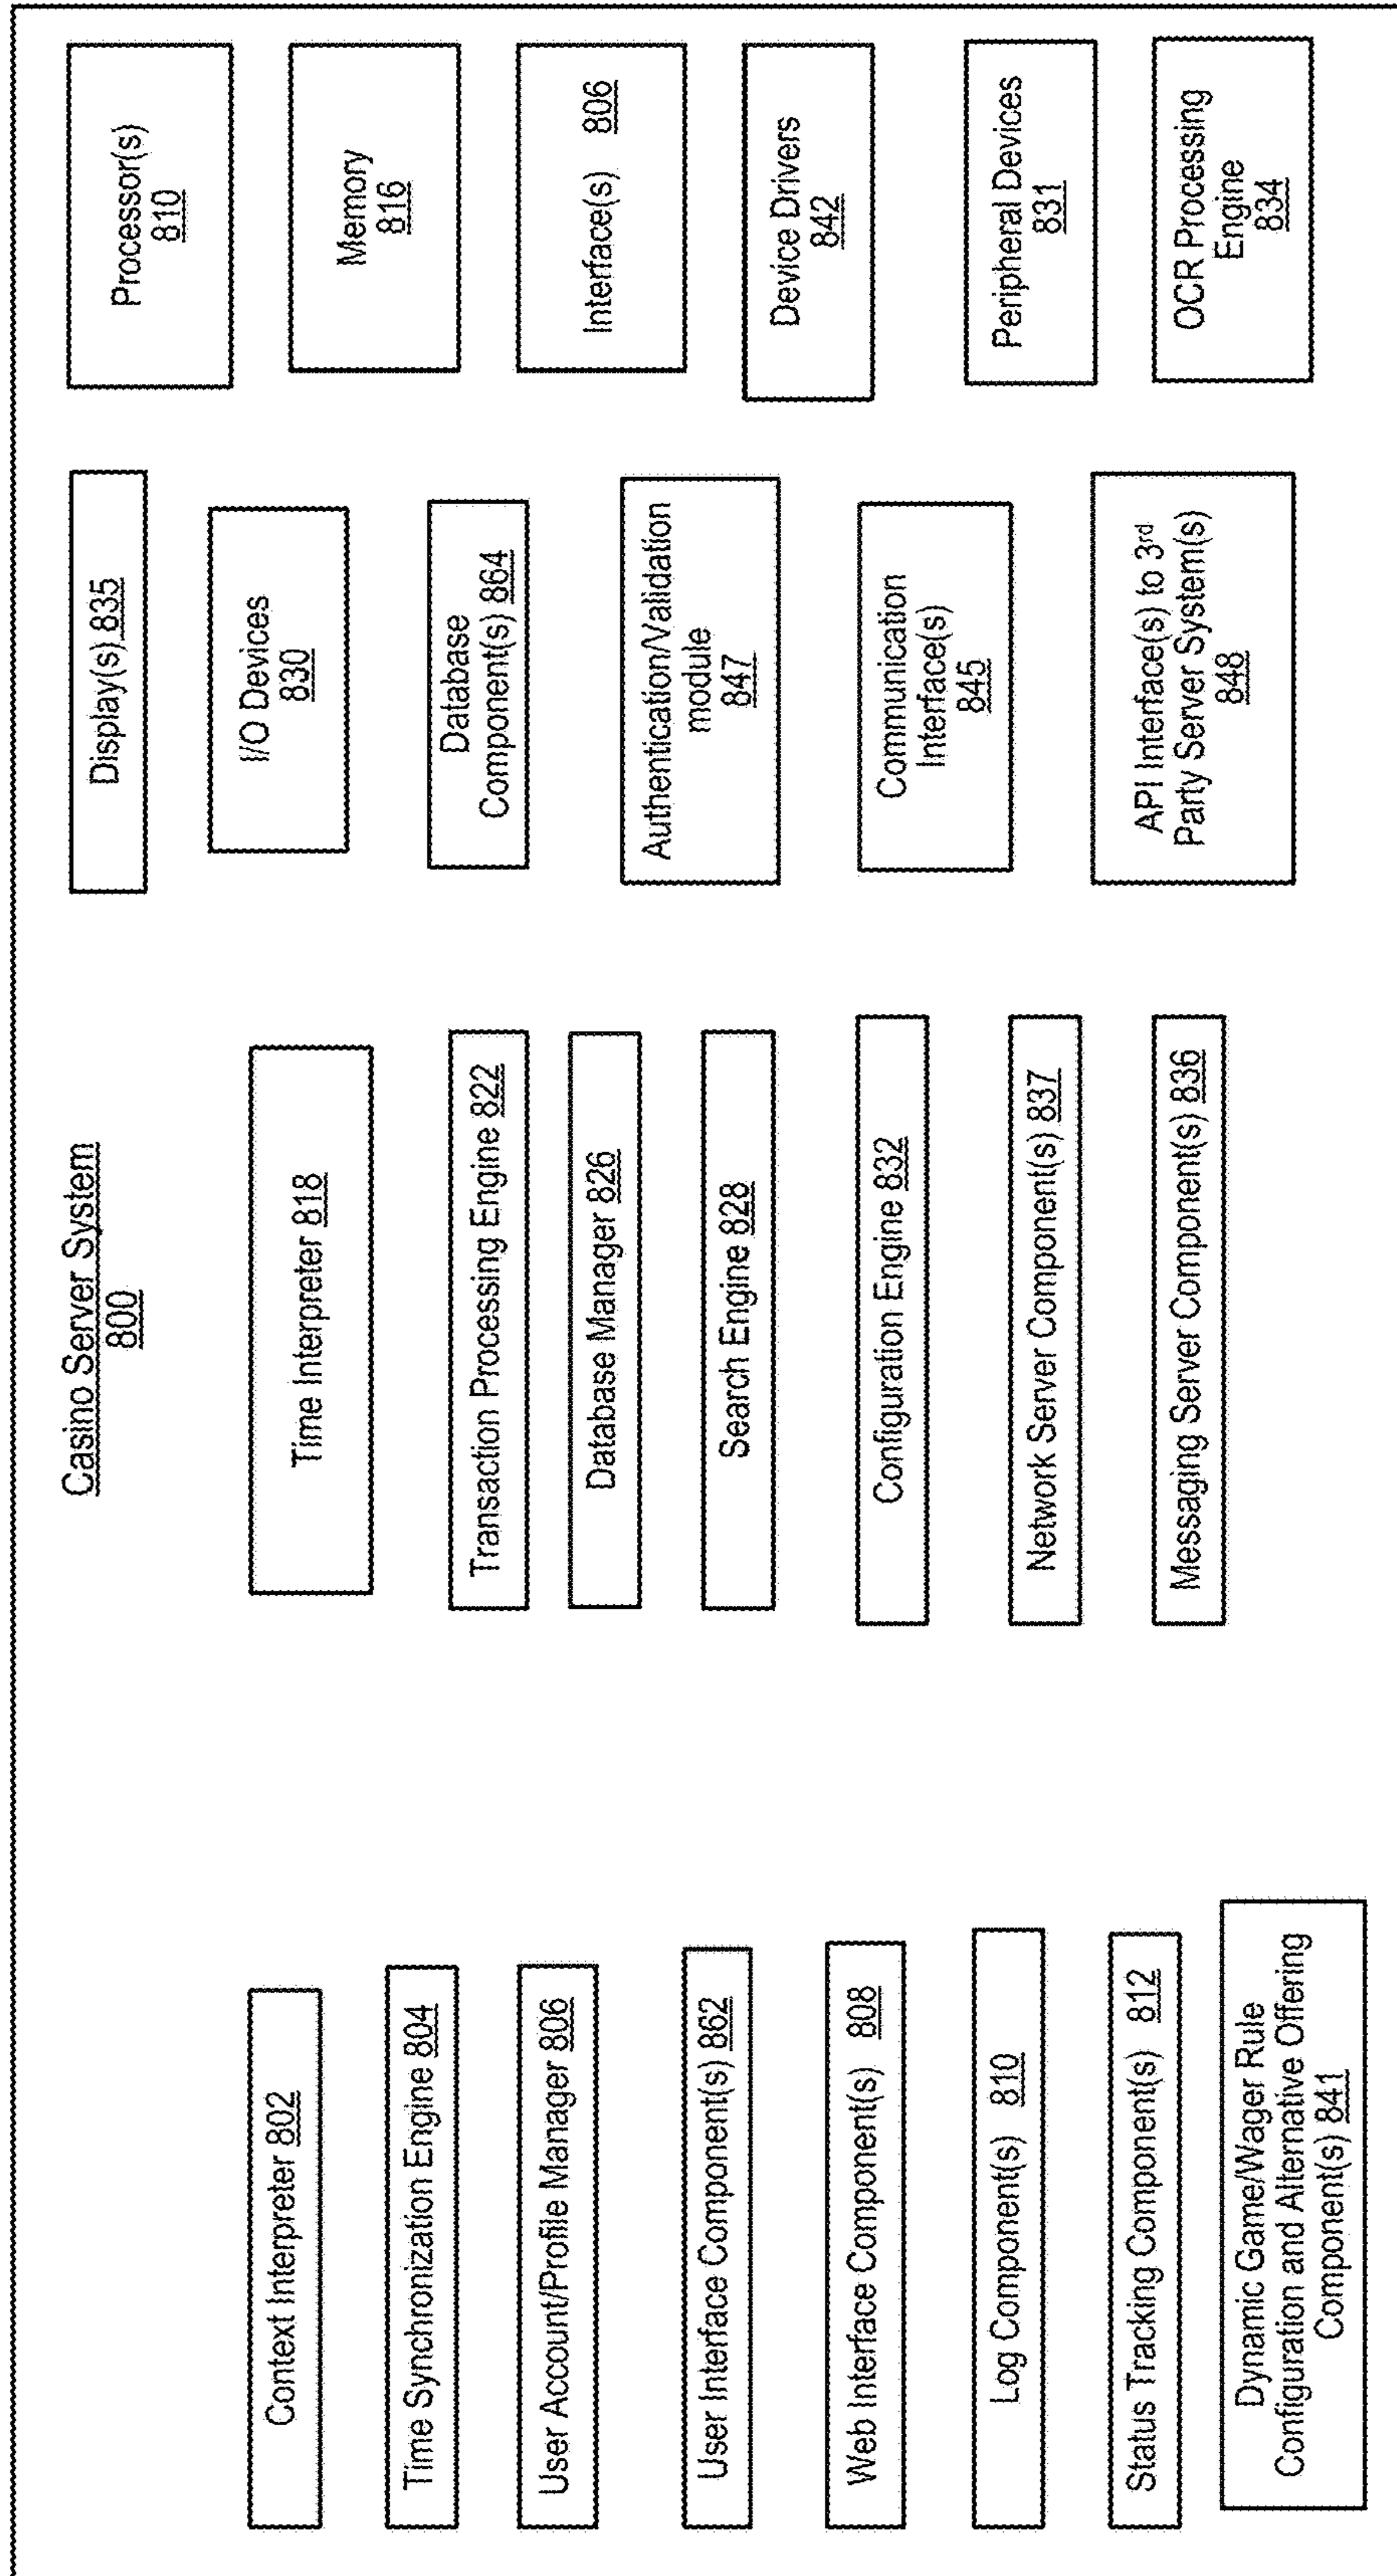 Casino Server System
800
Context Interpreter 802
Time Synchronization Engine 804
User Account/Profile Manager 806
User Interface Component(s) 862
Web Interface Component(s) 808
Log Component(s) 810
Status Tracking Component(s) 812
Dynamic Game/Wager Rule
Configuration and Alternative Offering
Component(s) 841
Time Interpreter 818
Transaction Processing Engine 822
Database Manager 826
Search Engine 828
Configuration Engine 832
Network Server Component(s) 837
Messaging Server Component(s) 836
Display(s) 835
I/O Devices
830
Database
Component(s) 864
Authentication/Validation
module
847
Communication
Interface(s)
845
API Interface(s) to 3rd
Party Server System(s)
848
Processor(s)
810
Memory
816
Interface(s) 806
Device Drivers
842
Peripheral Devices
831
OCR Processing
Engine
834